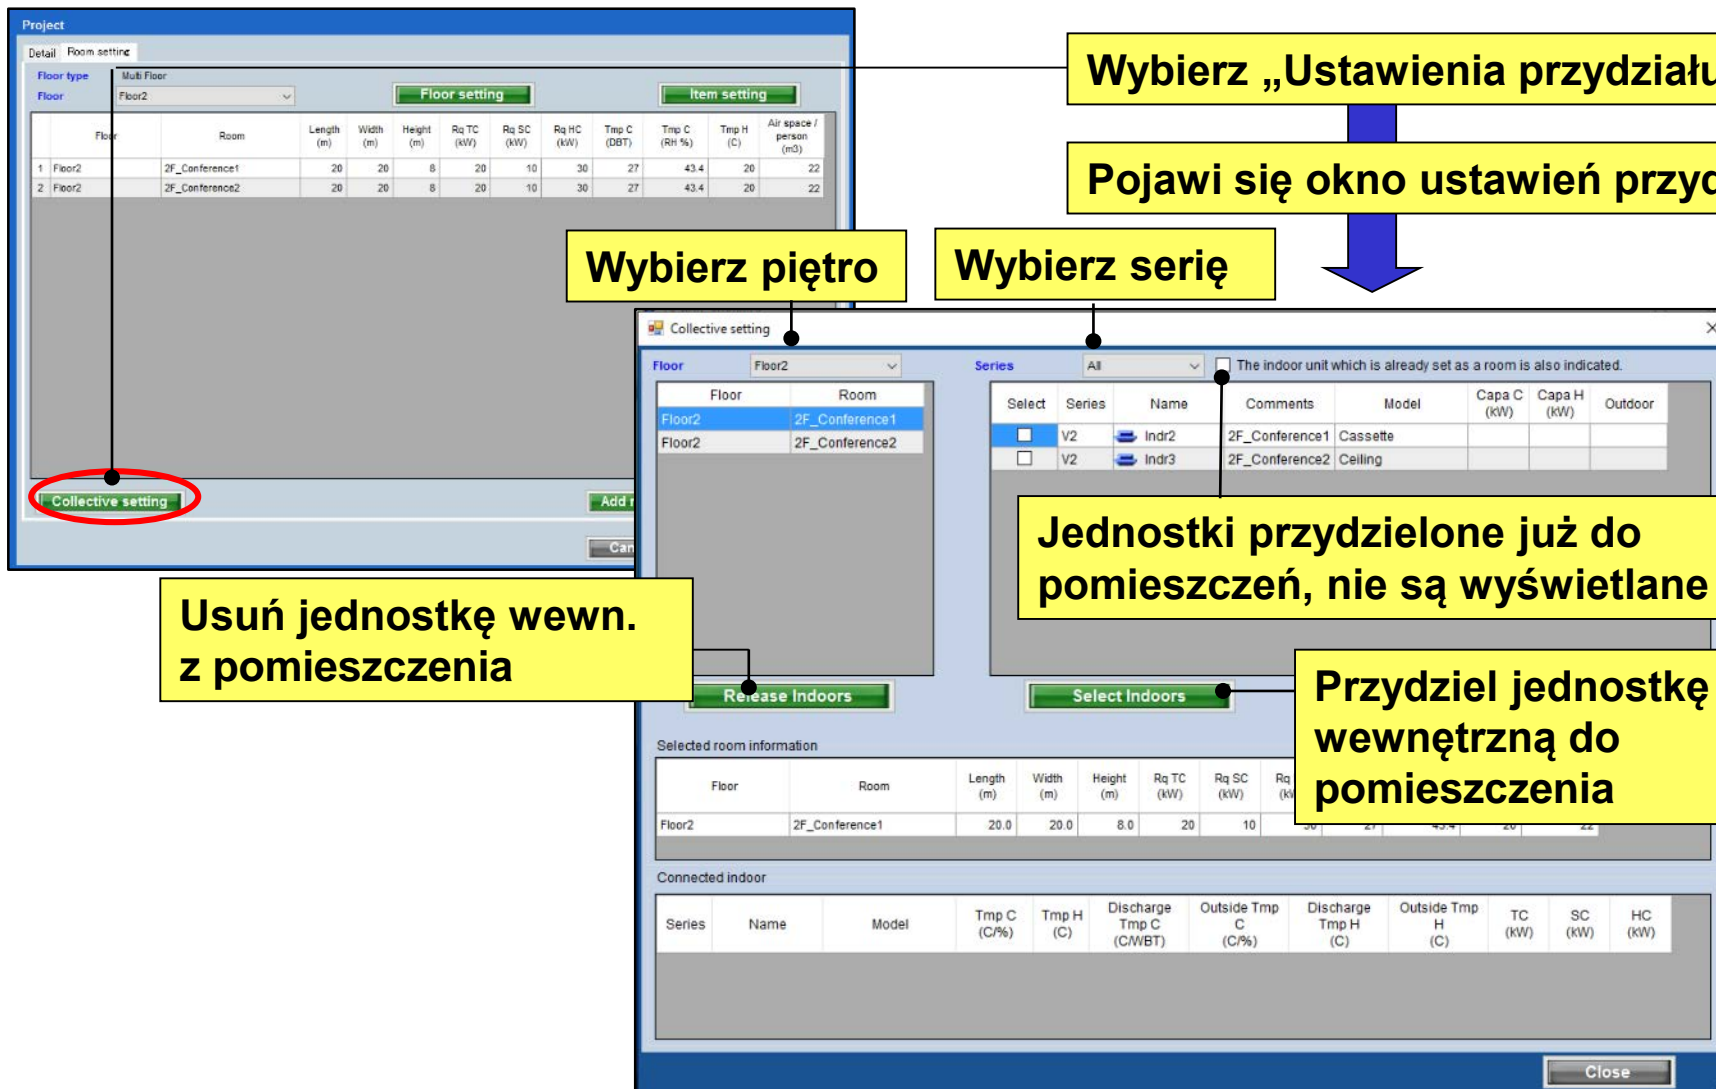 Project
Detail Room setting
Floor type Multi Floor
Floor Floor2 Floor setting Item setting
Floor Room Length (m) Width (m) Height (m) Rq TC (kW) Rq SC (kW) Rq HC (kW) Tmp C (DBT) Tmp C (RH %) Tmp H (C) Air space / person (m3)
1 Floor2 2F_Conference1 20 20 8 20 10 30 27 43.4 20 22
2 Floor2 2F_Conference2 20 20 8 20 10 30 27 43.4 20 22
Collective setting Add
Wybierz „Ustawienia przydziału
Pojawi się okno ustawień
Wybierz piętro
Wybierz serię
Collective setting
Floor Floor2 Series All The indoor unit which is already set as a room is also indicated.
Floor Room
Floor2 2F_Conference1
Floor2 2F_Conference2
Select Series Name Comments Model Capa C (kW) Capa H (kW) Outdoor
V2 Indr2 2F_Conference1 Cassette
V2 Indr3 2F_Conference2 Ceiling
Jednostki przydzielone już do
pomieszczeń, nie są wyświetlane
Usuń jednostkę wewn.
z pomieszczenia
Release Indoors Select Indoors
Przydziel jednostkę
wewnętrzną do
pomieszczenia
Selected room information
Floor Room Length (m) Width (m) Height (m) Rq TC (kW) Rq SC (kW) Rq
Floor2 2F_Conference1 20.0 20.0 8.0 20 10 30 27 43.4 20 22
Connected indoor
Series Name Model Tmp C (C/%) Tmp H (C) Discharge Tmp C (C/WBT) Outside Tmp C (C/%) Discharge Tmp H (C) Outside Tmp H (C) TC (kW) SC (kW) HC (kW)
Close